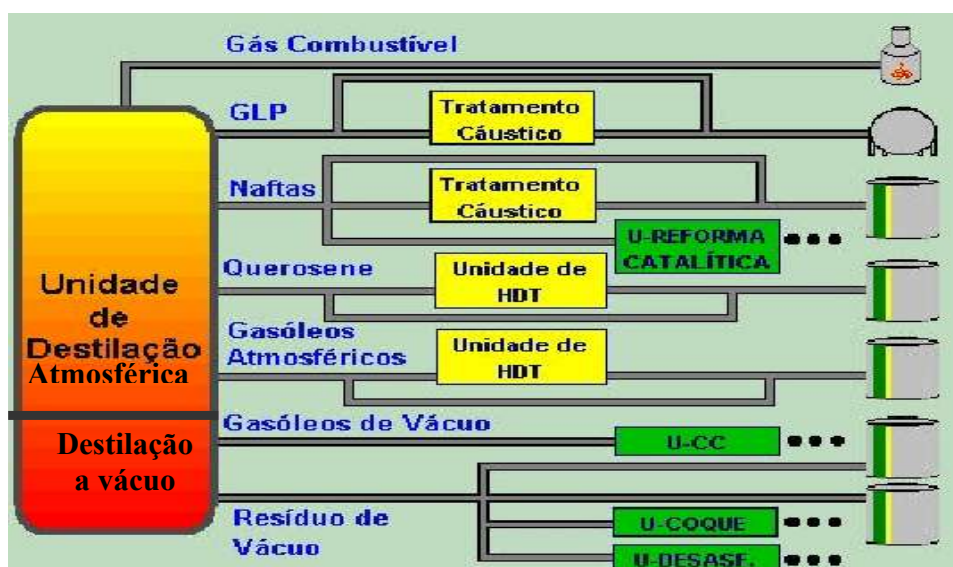 Gás Combustível
GLP
Tratamento
Cáustico
Naftas
Tratamento
Cáustico
U-REFORMA
CATALÍTICA
Querosene
Unidade de
HDT
Unidade
de
Destilação
Atmosférica
Gasóleos
Atmosféricos
Unidade de
HDT
Gasóleos de Vácuo
U-CC
Destilação
a vácuo
Resíduo de
Vácuo
U-COQUE
U-DESASF.